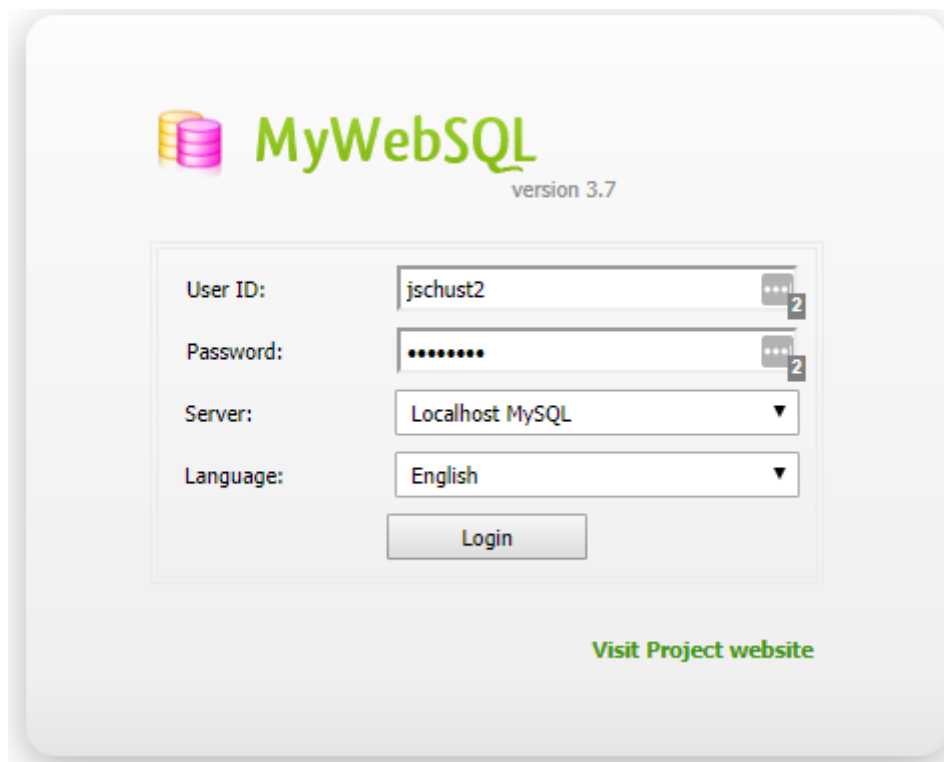 MyWebSQL
version 3.7
User ID: jschust2
2
Password: ••••••••
2
Server: Localhost MySQL
Language: English
Login
Visit Project website